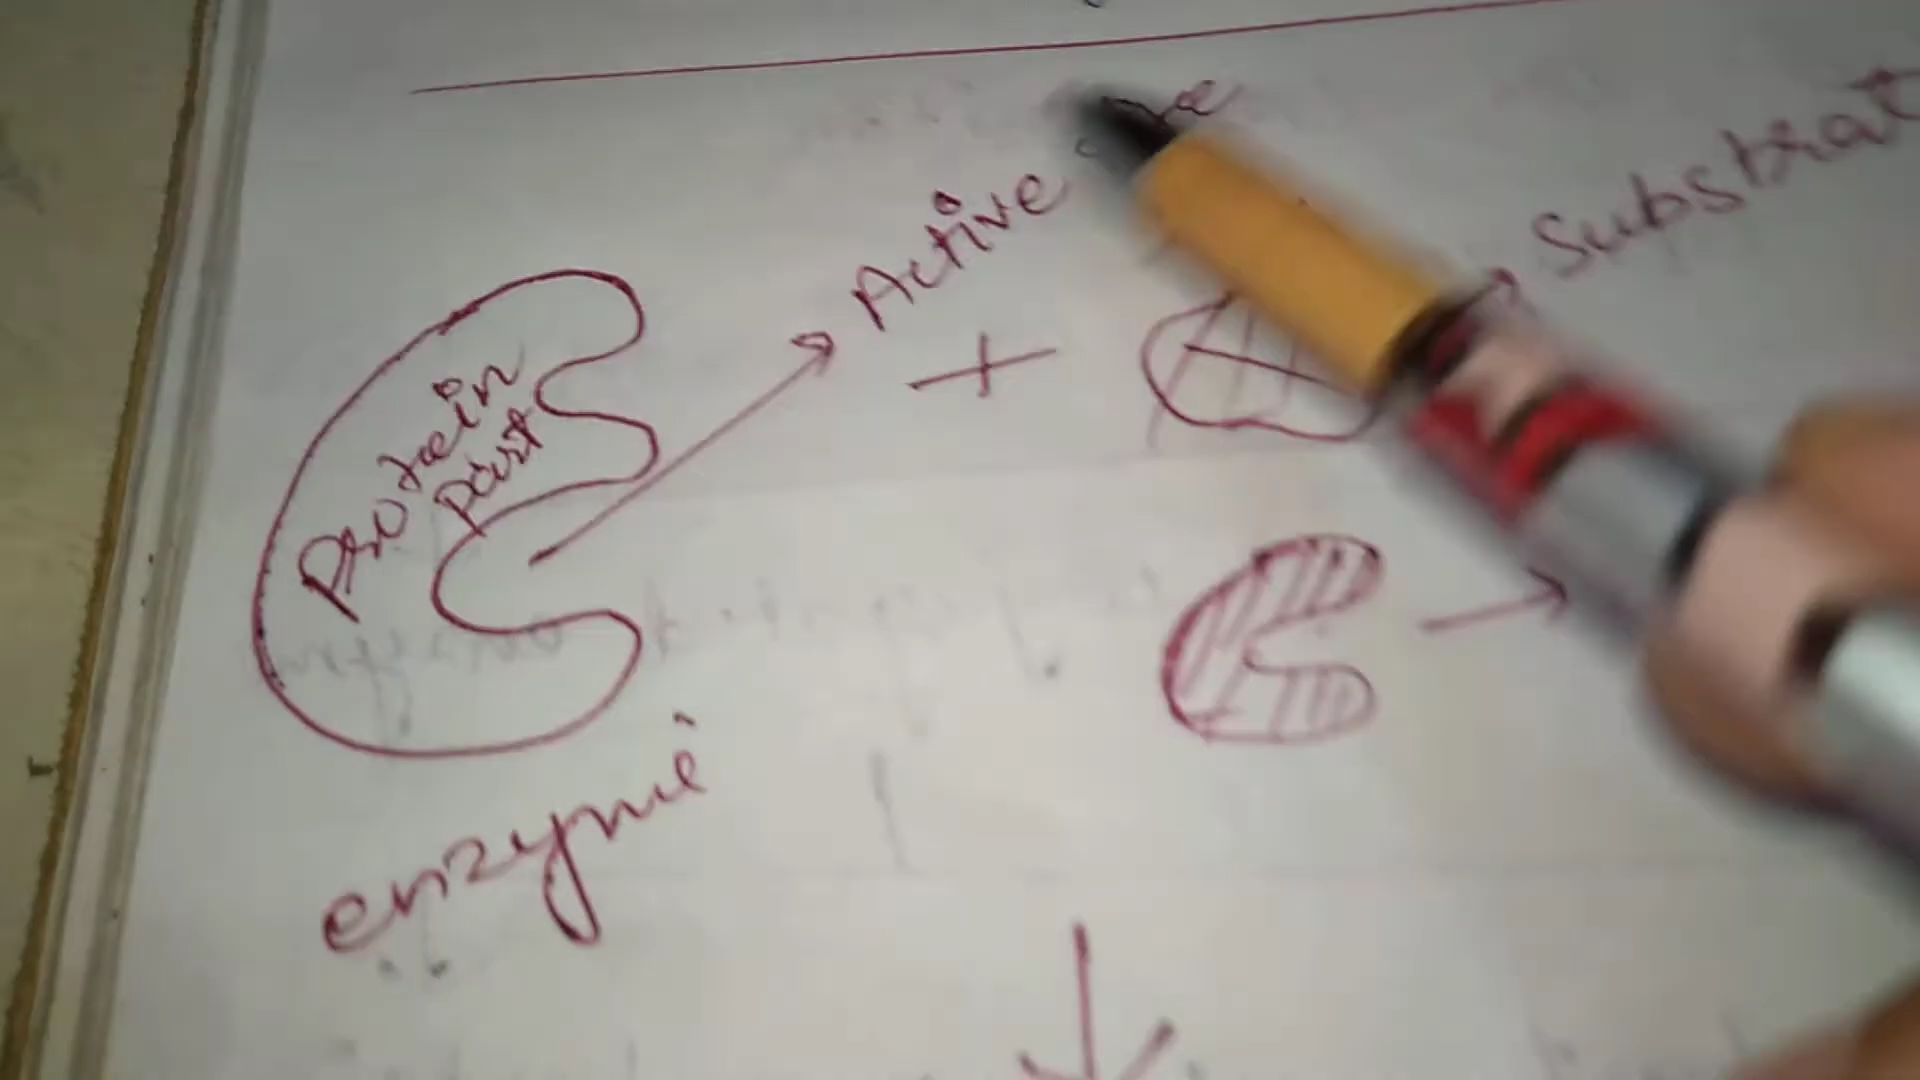 Active
Substrat
Protein
Part
enzyme